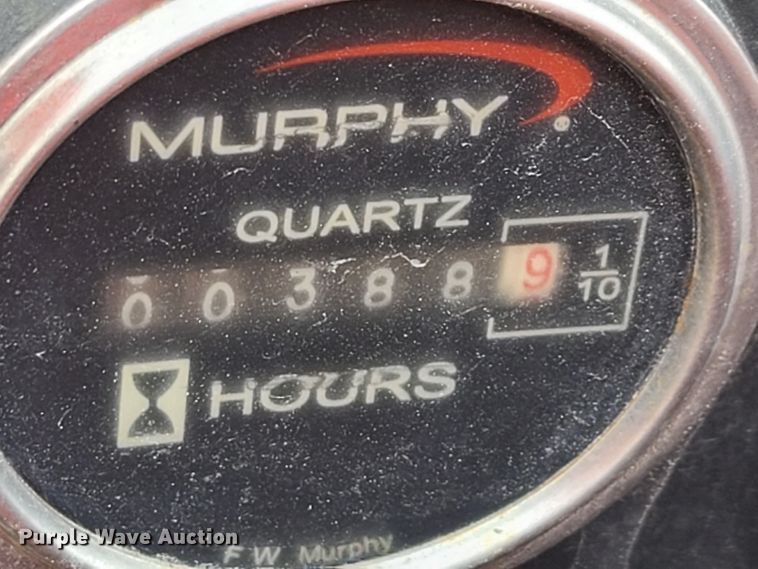 MURPHY
QUARTZ
0 0 3 8 8 9 1/10
HOURS
F W Murphy
Purple Wave Auction